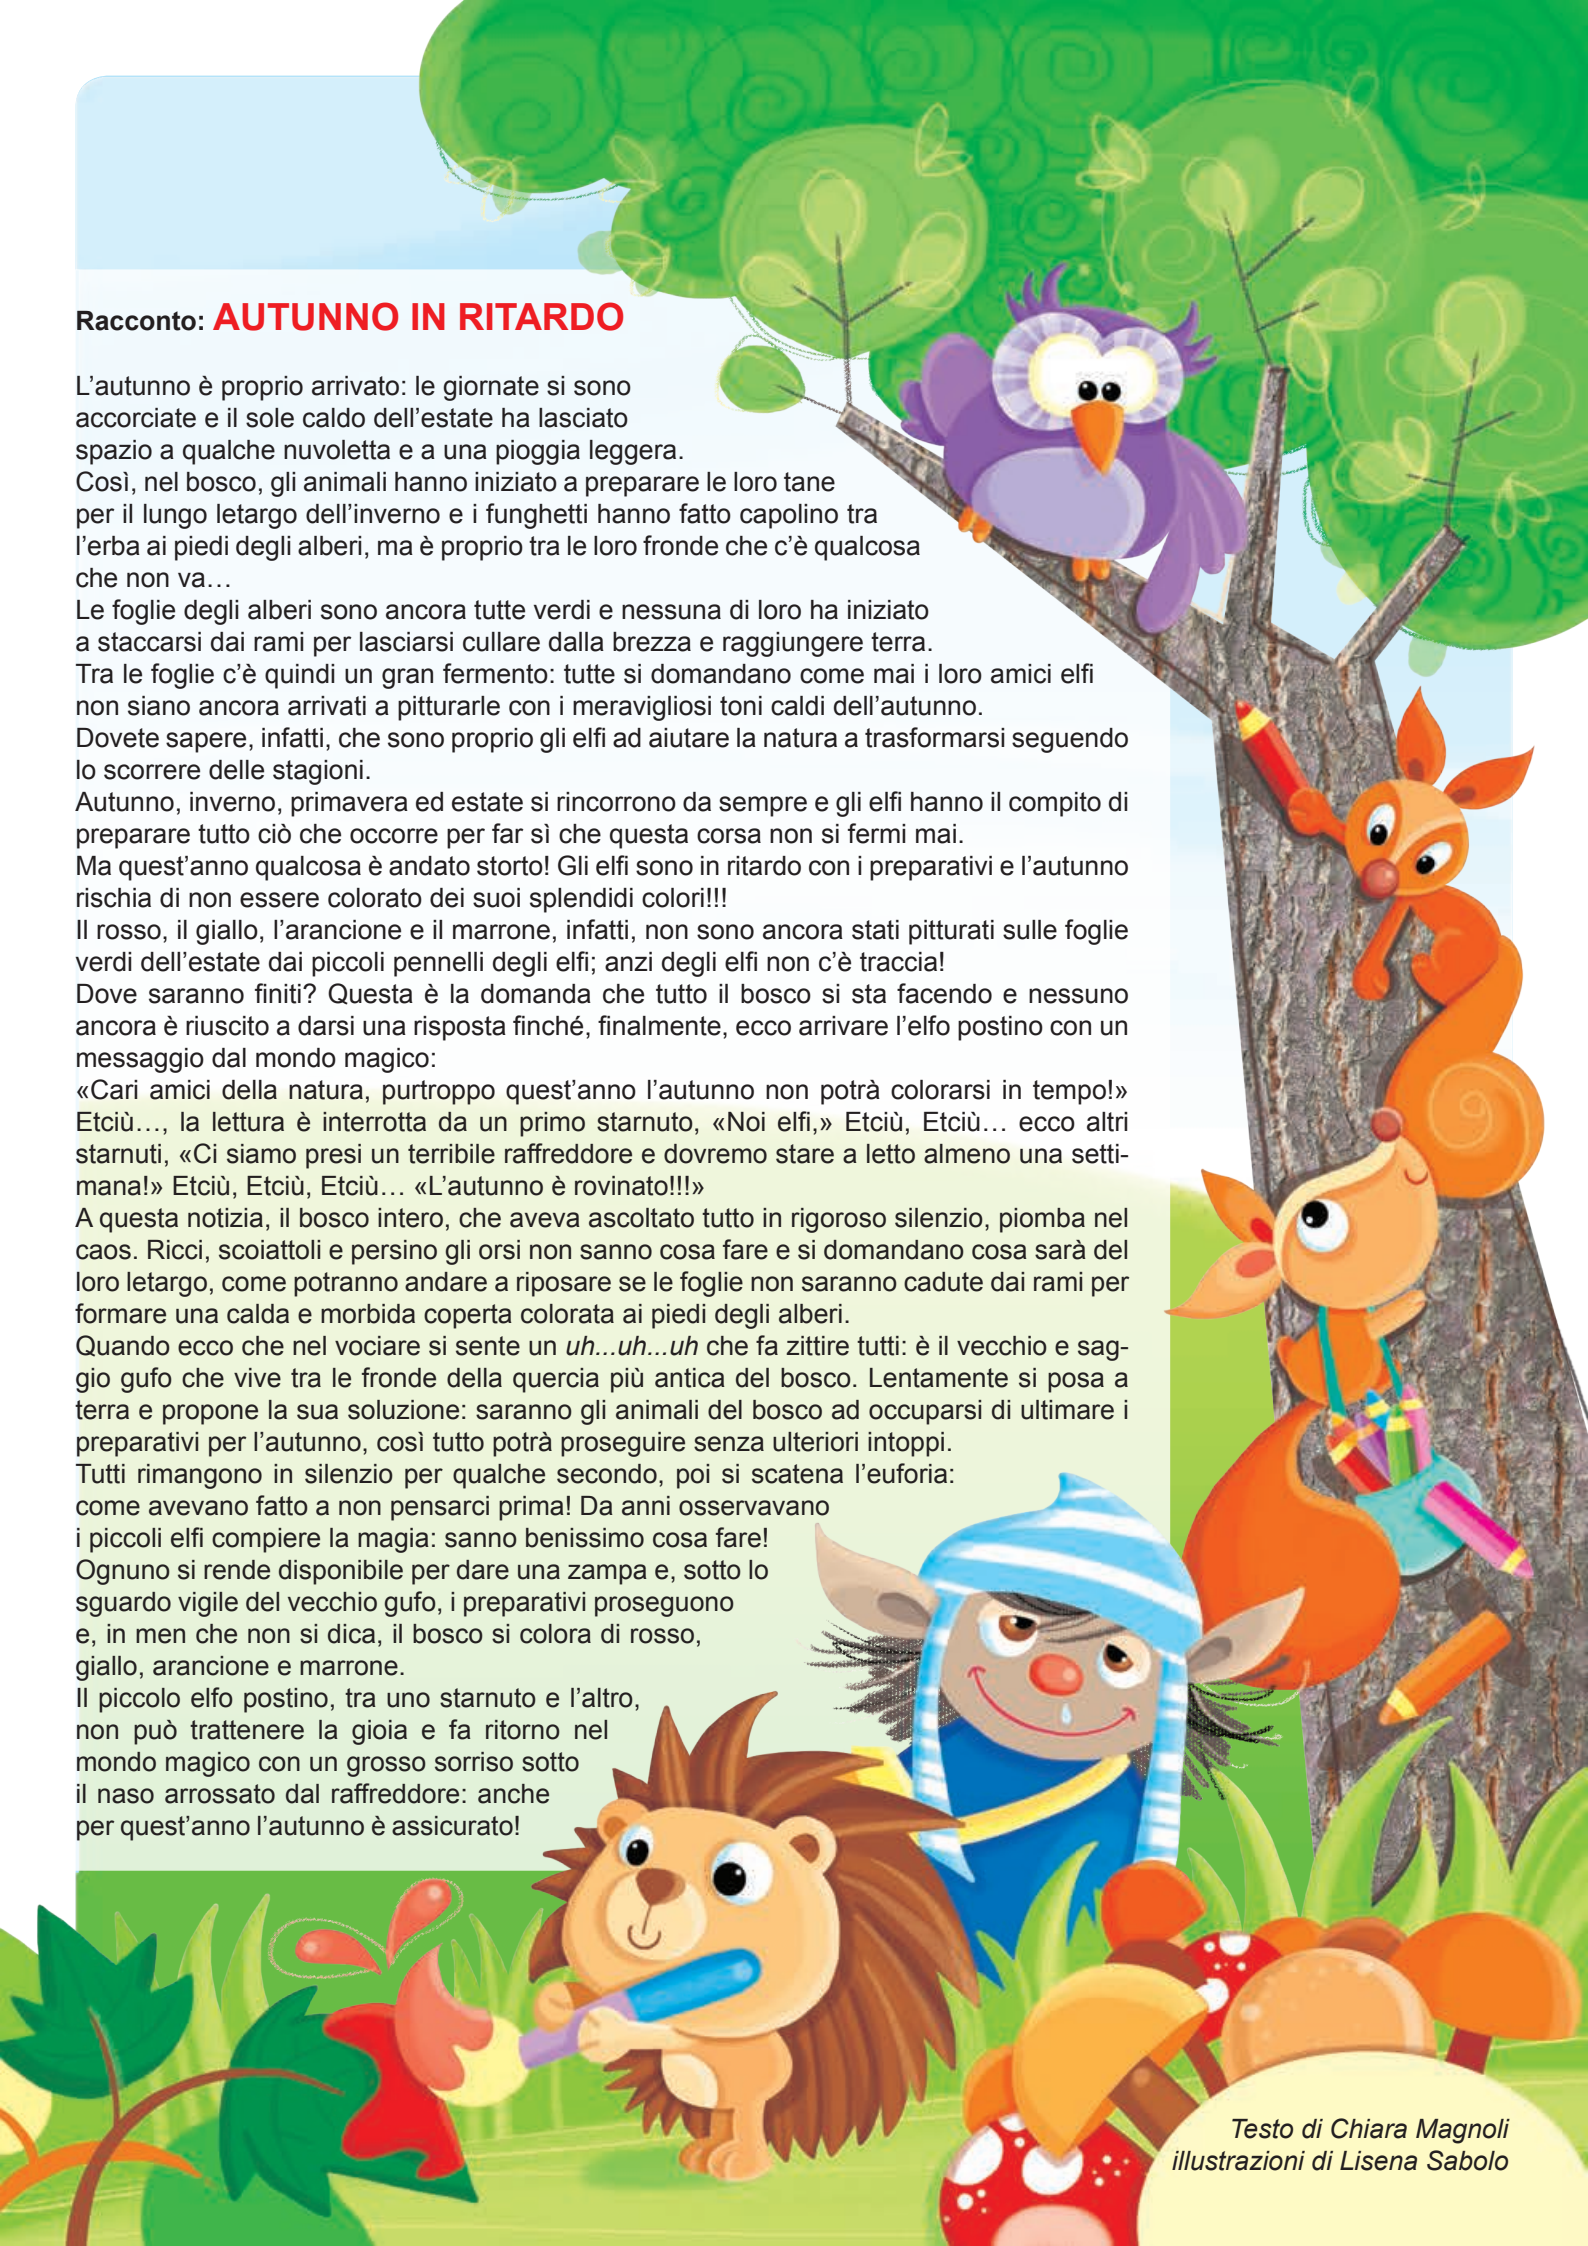 Racconto: AUTUNNO IN RITARDO
L’autunno è proprio arrivato: le giornate si sono
accorciate e il sole caldo dell’estate ha lasciato
spazio a qualche nuvoletta e a una pioggia leggera.
Così, nel bosco, gli animali hanno iniziato a preparare le loro tane
per il lungo letargo dell’inverno e i funghetti hanno fatto capolino tra
l’erba ai piedi degli alberi, ma è proprio tra le loro fronde che c’è qualcosa
che non va…
Le foglie degli alberi sono ancora tutte verdi e nessuna di loro ha iniziato
a staccarsi dai rami per lasciarsi cullare dalla brezza e raggiungere terra.
Tra le foglie c’è quindi un gran fermento: tutte si domandano come mai i loro amici elfi
non siano ancora arrivati a pitturarle con i meravigliosi toni caldi dell’autunno.
Dovete sapere, infatti, che sono proprio gli elfi ad aiutare la natura a trasformarsi seguendo
lo scorrere delle stagioni.
Autunno, inverno, primavera ed estate si rincorrono da sempre e gli elfi hanno il compito di
preparare tutto ciò che occorre per far sì che questa corsa non si fermi mai.
Ma quest’anno qualcosa è andato storto! Gli elfi sono in ritardo con i preparativi e l’autunno
rischia di non essere colorato dei suoi splendidi colori!!!
Il rosso, il giallo, l’arancione e il marrone, infatti, non sono ancora stati pitturati sulle foglie
verdi dell’estate dai piccoli pennelli degli elfi; anzi degli elfi non c’è traccia!
Dove saranno finiti? Questa è la domanda che tutto il bosco si sta facendo e nessuno
ancora è riuscito a darsi una risposta finché, finalmente, ecco arrivare l’elfo postino con un
messaggio dal mondo magico:
«Cari amici della natura, purtroppo quest’anno l’autunno non potrà colorarsi in tempo!»
Etciù…, la lettura è interrotta da un primo starnuto, «Noi elfi,» Etciù, Etciù… ecco altri
starnuti, «Ci siamo presi un terribile raffreddore e dovremo stare a letto almeno una setti-
mana!» Etciù, Etciù, Etciù… «L’autunno è rovinato!!!»
A questa notizia, il bosco intero, che aveva ascoltato tutto in rigoroso silenzio, piomba nel
caos. Ricci, scoiattoli e persino gli orsi non sanno cosa fare e si domandano cosa sarà del
loro letargo, come potranno andare a riposare se le foglie non saranno cadute dai rami per
formare una calda e morbida coperta colorata ai piedi degli alberi.
Quando ecco che nel vociare si sente un uh...uh...uh che fa zittire tutti: è il vecchio e sag-
gio gufo che vive tra le fronde della quercia più antica del bosco. Lentamente si posa a
terra e propone la sua soluzione: saranno gli animali del bosco ad occuparsi di ultimare i
preparativi per l’autunno, così tutto potrà proseguire senza ulteriori intoppi.
Tutti rimangono in silenzio per qualche secondo, poi si scatena l’euforia:
come avevano fatto a non pensarci prima! Da anni osservavano
i piccoli elfi compiere la magia: sanno benissimo cosa fare!
Ognuno si rende disponibile per dare una zampa e, sotto lo
sguardo vigile del vecchio gufo, i preparativi proseguono
e, in men che non si dica, il bosco si colora di rosso,
giallo, arancione e marrone.
Il piccolo elfo postino, tra uno starnuto e l’altro,
non può trattenere la gioia e fa ritorno nel
mondo magico con un grosso sorriso sotto
il naso arrossato dal raffreddore: anche
per quest’anno l’autunno è assicurato!
Testo di Chiara Magnoli
illustrazioni di Lisena Sabolo